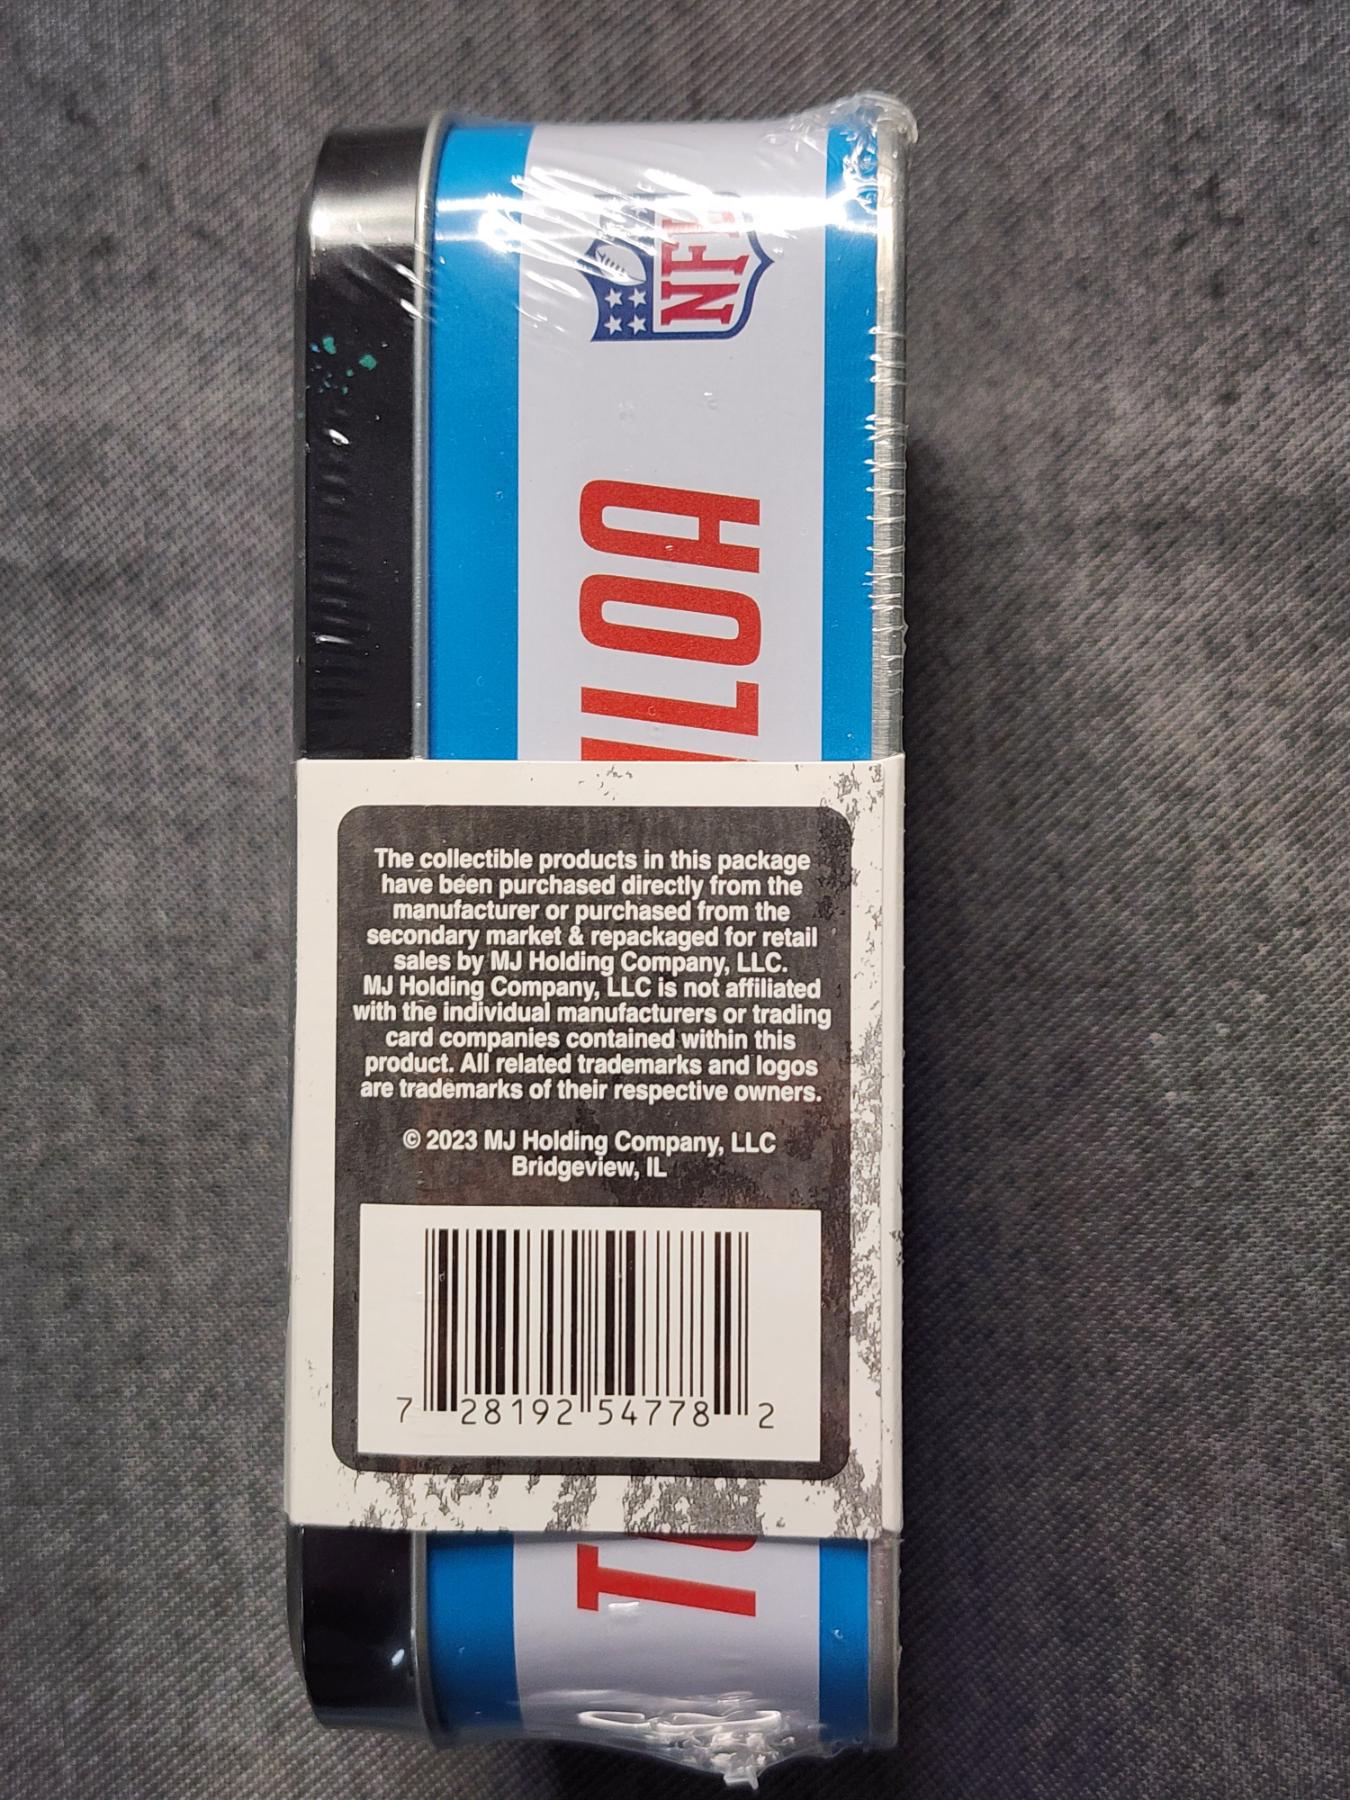 NFL
The collectible products in this package
have been purchased directly from the
manufacturer or purchased from the
secondary market & repackaged for retail
sales by MJ Holding Company, LLC.
MJ Holding Company, LLC is not affiliated
with the individual manufacturers or trading
card companies contained within this
product. All related trademarks and logos
are trademarks of their respective owners.
© 2023 MJ Holding Company, LLC
Bridgeview, IL
7 28192 54778 2